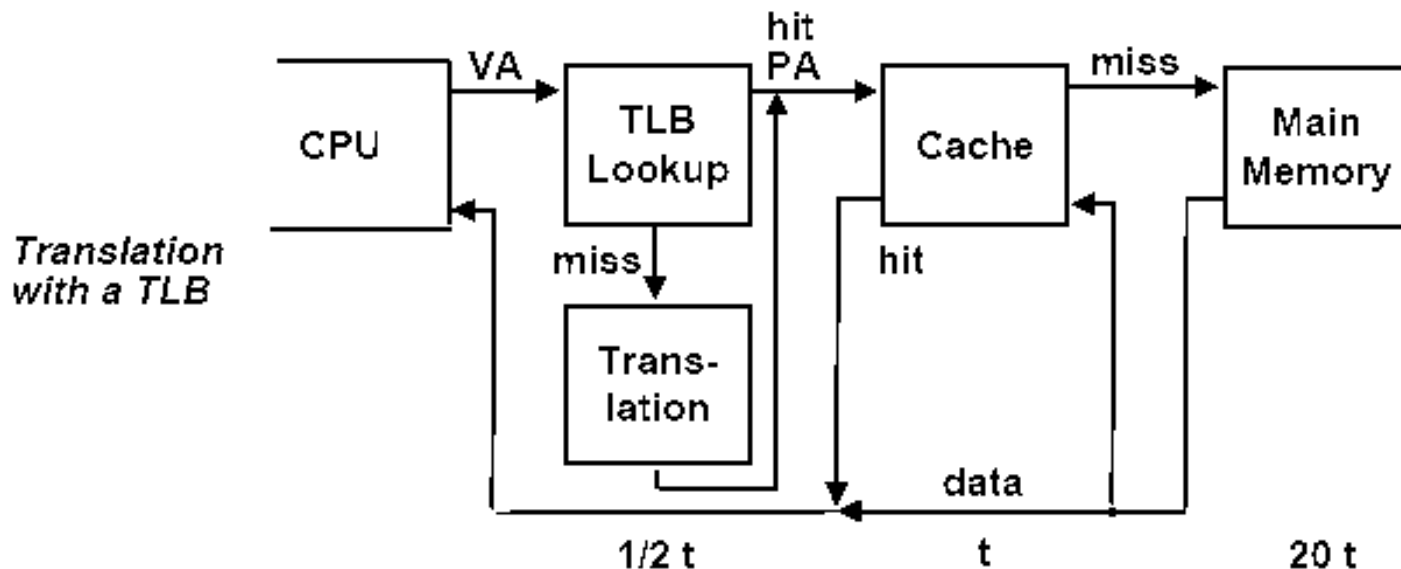 hit
VA
PA
miss
CPU
TLB
Lookup
Cache
Main
Memory
Translation
with a TLB
miss
hit
Trans-
lation
data
1/2 t
t
20 t